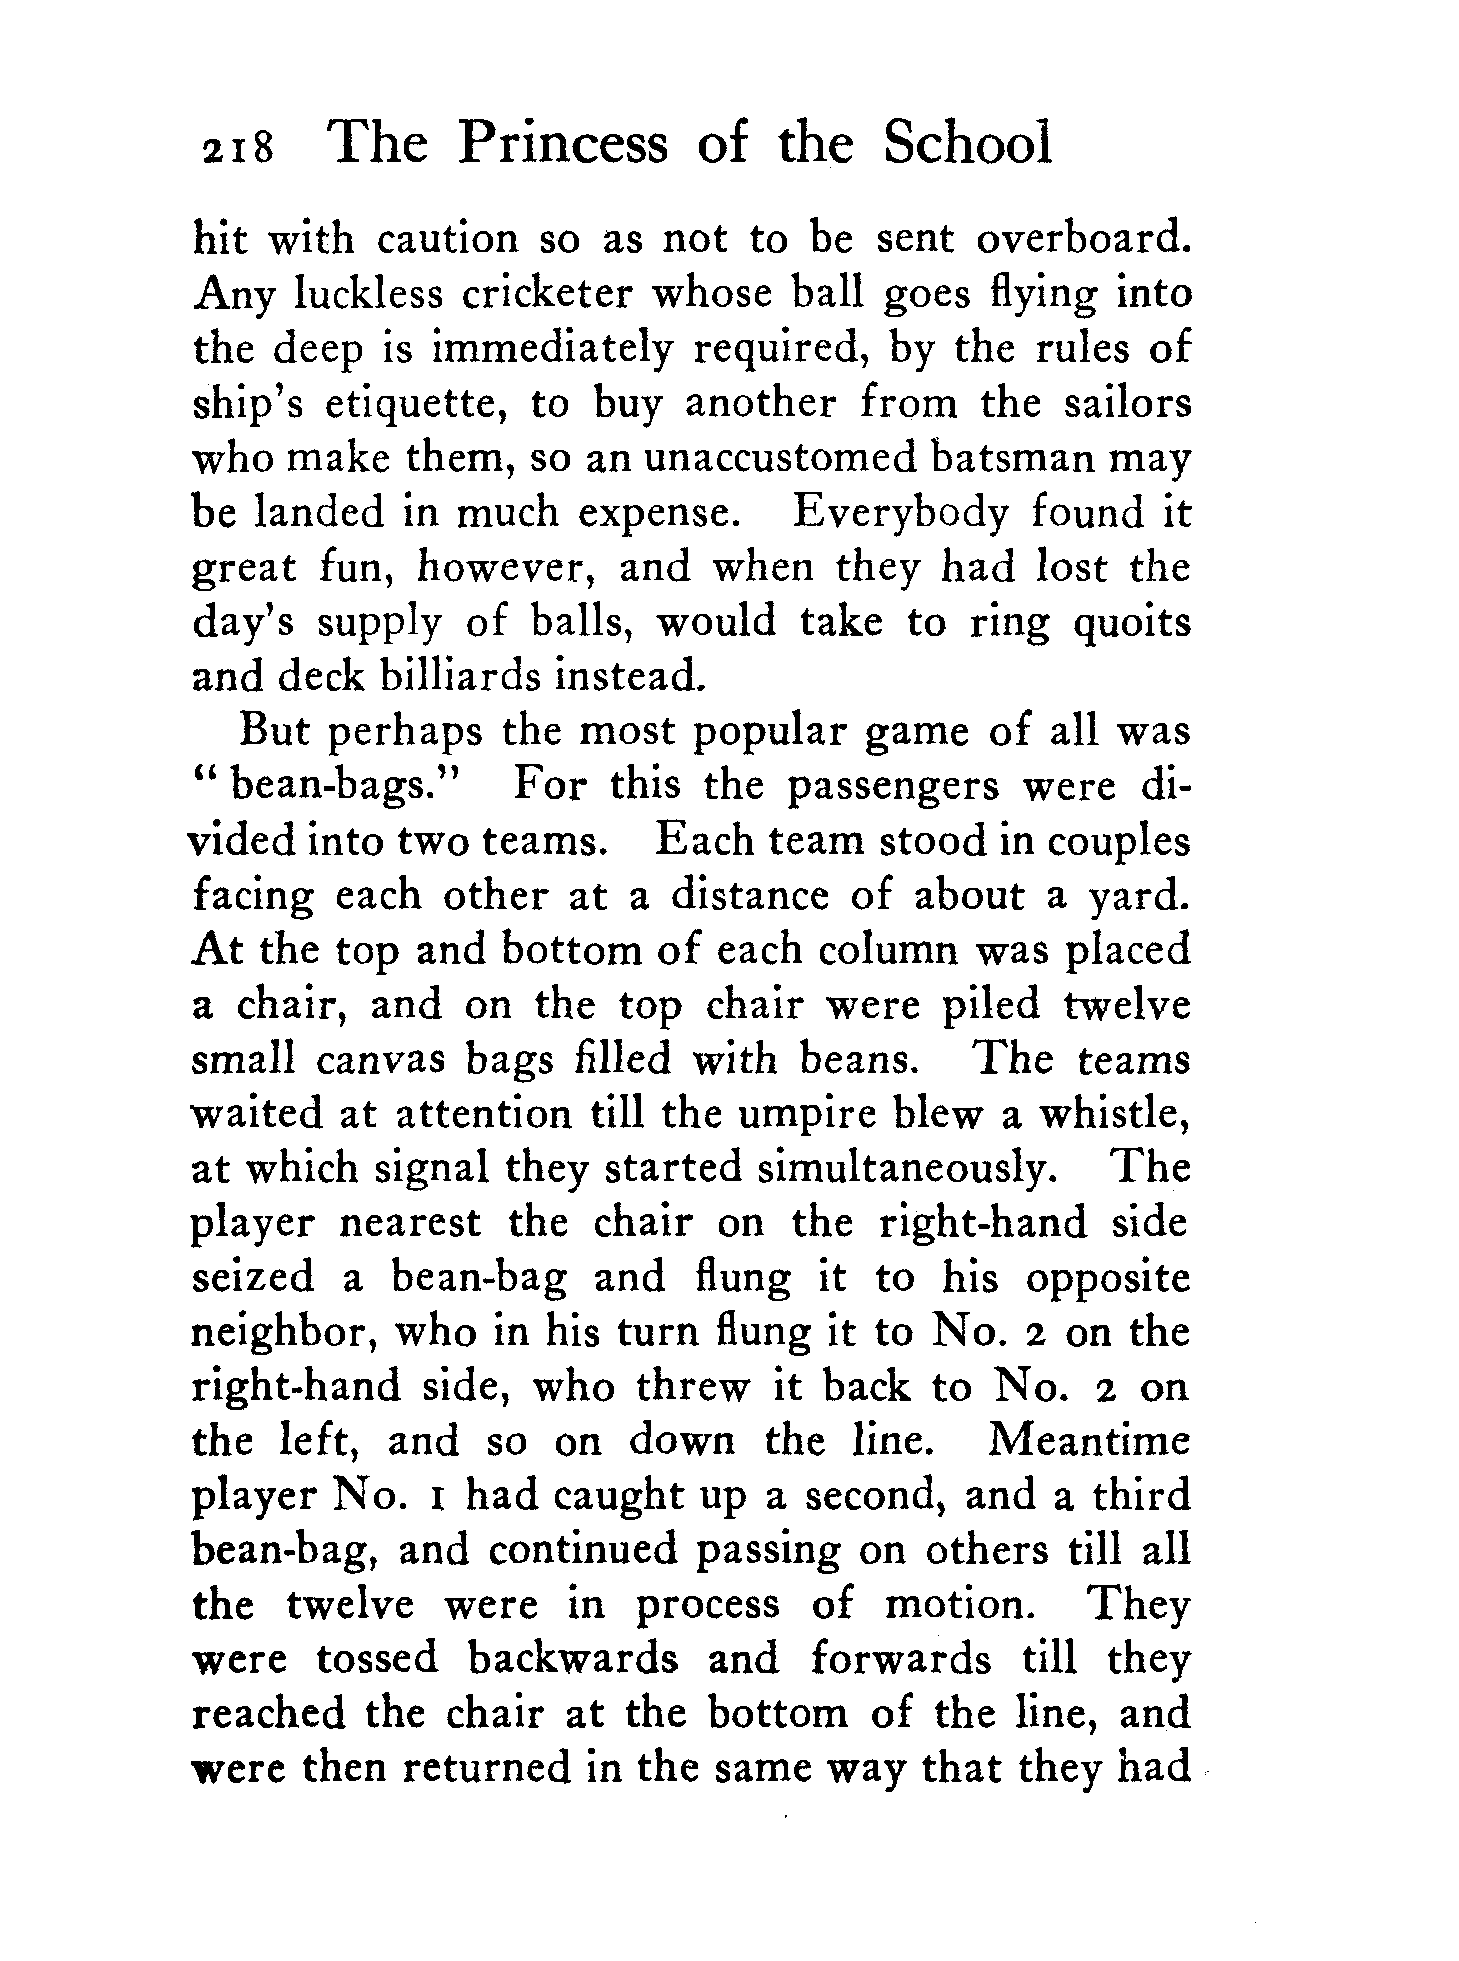 218 The Princess of the School
hit with caution so as not to be sent overboard.
Any luckless cricketer whose ball goes flying into
the deep is immediately required, by the rules of
ship's etiquette, to buy another from the sailors
who make them, so an unaccustomed batsman may
be landed in much expense. Everybody found it
great fun, however, and when they had lost the
day's supply of balls, would take to ring quoits
and deck billiards instead.
But perhaps the most popular game of all was
“ bean-bags.” For this the passengers were di-
vided into two teams. Each team stood in couples
facing each other at a distance of about a yard.
At the top and bottom of each column was placed
a chair, and on the top chair were piled twelve
small canvas bags filled with beans. The teams
waited at attention till the umpire blew a whistle,
at which signal they started simultaneously. The
player nearest the chair on the right-hand side
seized a bean-bag and flung it to his opposite
neighbor, who in his turn flung it to No. 2 on the
right-hand side, who threw it back to No. 2 on
the left, and so on down the line. Meantime
player No. 1 had caught up a second, and a third
bean-bag, and continued passing on others till all
the twelve were in process of motion. They
were tossed backwards and forwards till they
reached the chair at the bottom of the line, and
were then returned in the same way that they had